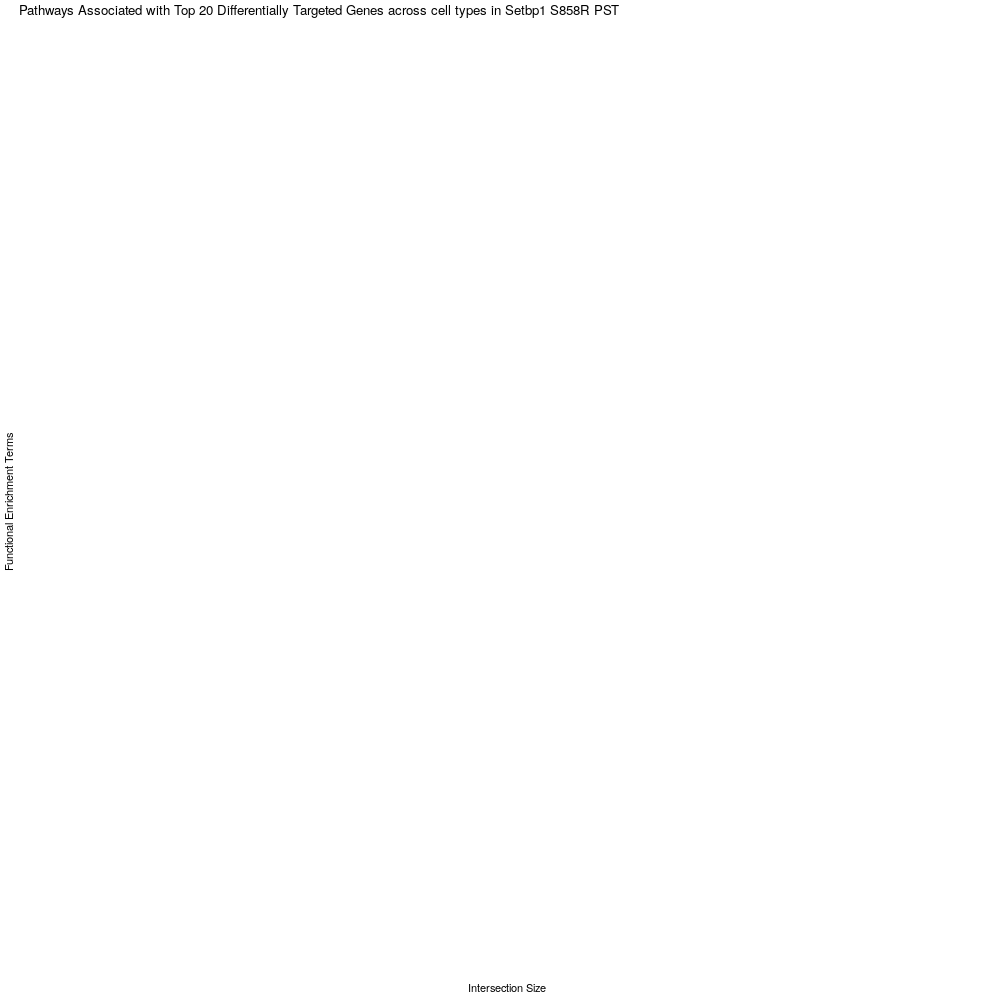 Pathways Associated with Top 20 Differentially Targeted Genes across cell types in Setbp1 S858R PST
Functional Enrichment Terms
Intersection Size